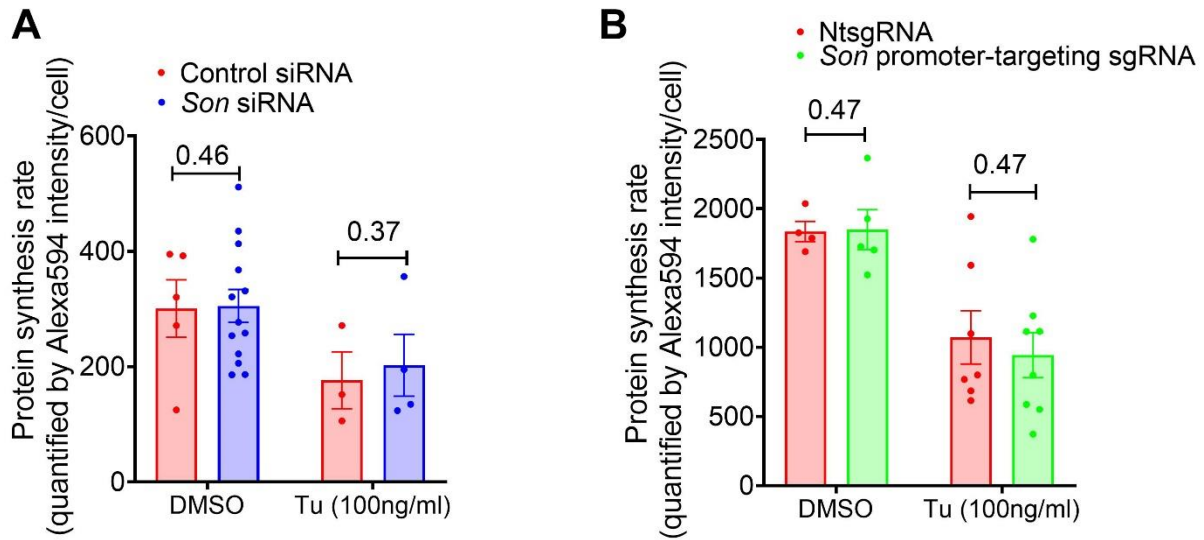 A
Control siRNA
Son siRNA
Protein synthesis rate
(quantified by Alexa594 intensity/cell)
600
400
200
0
0.46
0.37
DMSO
Tu (100ng/ml)
B
NtsgRNA
Son promoter-targeting sgRNA
Protein synthesis rate
(quantified by Alexa594 intensity/cell)
2500
2000
1500
1000
500
0
0.47
0.47
DMSO
Tu (100ng/ml)